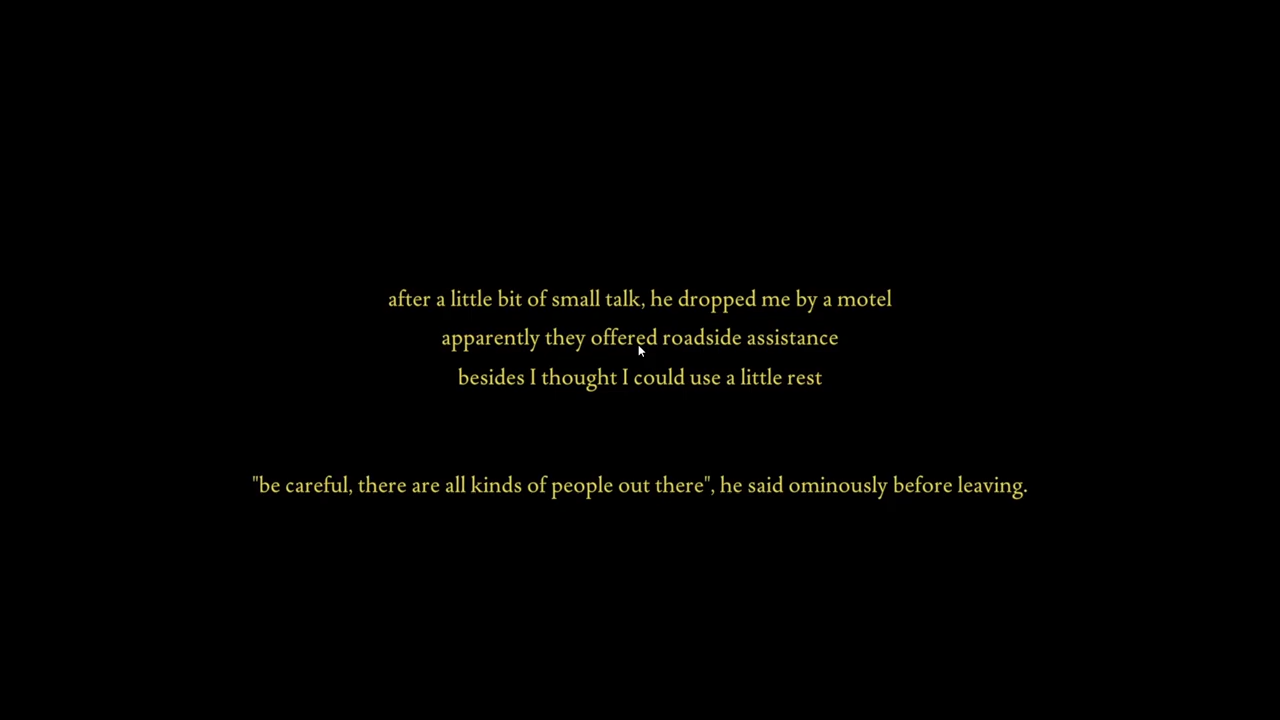 after a little bit of small talk, he dropped me by a motel
apparently they offered roadside assistance
besides I thought I could use a little rest
"be careful, there are all kinds of people out there", he said ominously before leaving.